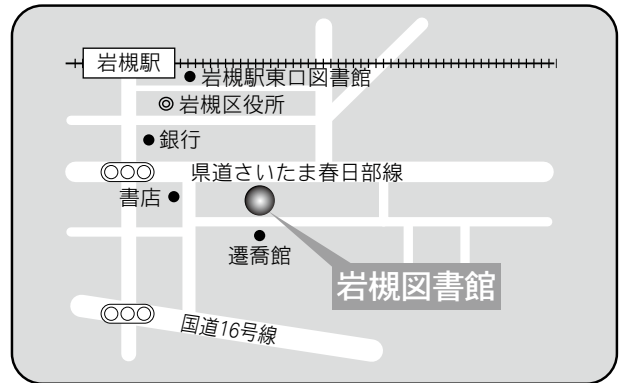 岩槻駅
岩槻駅東口図書館
岩槻区役所
銀行
県道さいたま春日部線
書店
遷喬館
岩槻図書館
国道16号線